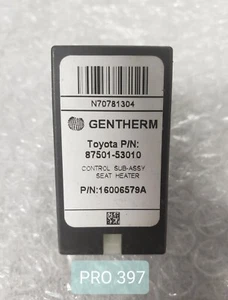 N70781304
GENTHERM
Toyota P/N:
87501-53010
CONTROL SUB-ASSY
SEAT HEATER
P/N:16006579A
PRO 397